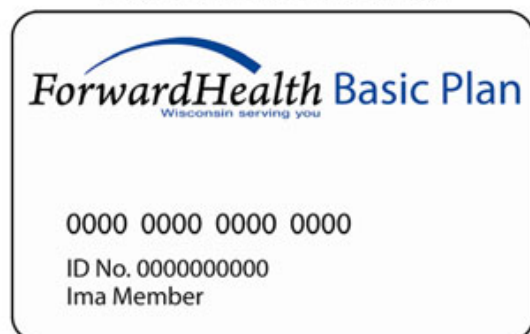 ForwardHealth Basic Plan
Wisconsin serving you
0000 0000 0000 0000
ID No. 0000000000
Ima Member